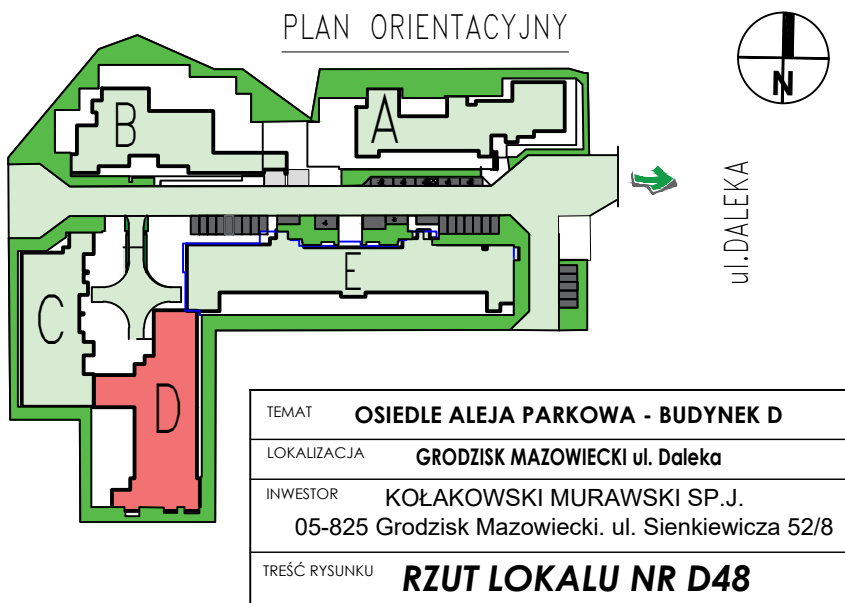 PLAN ORIENTACYJNY
N
B
A
ul.DALEKA
E
C
D
TEMAT OSIEDLE ALEJA PARKOWA - BUDYNEK D
LOKALIZACJA GRODZISK MAZOWIECKI ul. Daleka
INWESTOR KOŁAKOWSKI MURAWSKI SP.J.
05-825 Grodzisk Mazowiecki. ul. Sienkiewicza 52/8
TREŚĆ RYSUNKU RZUT LOKALU NR D48